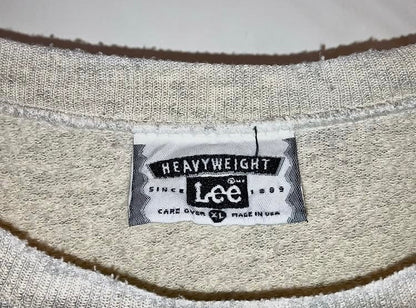 HEAVYWEIGHT
SINCE Lee® 1889
CARE OVER XL MADE IN USA